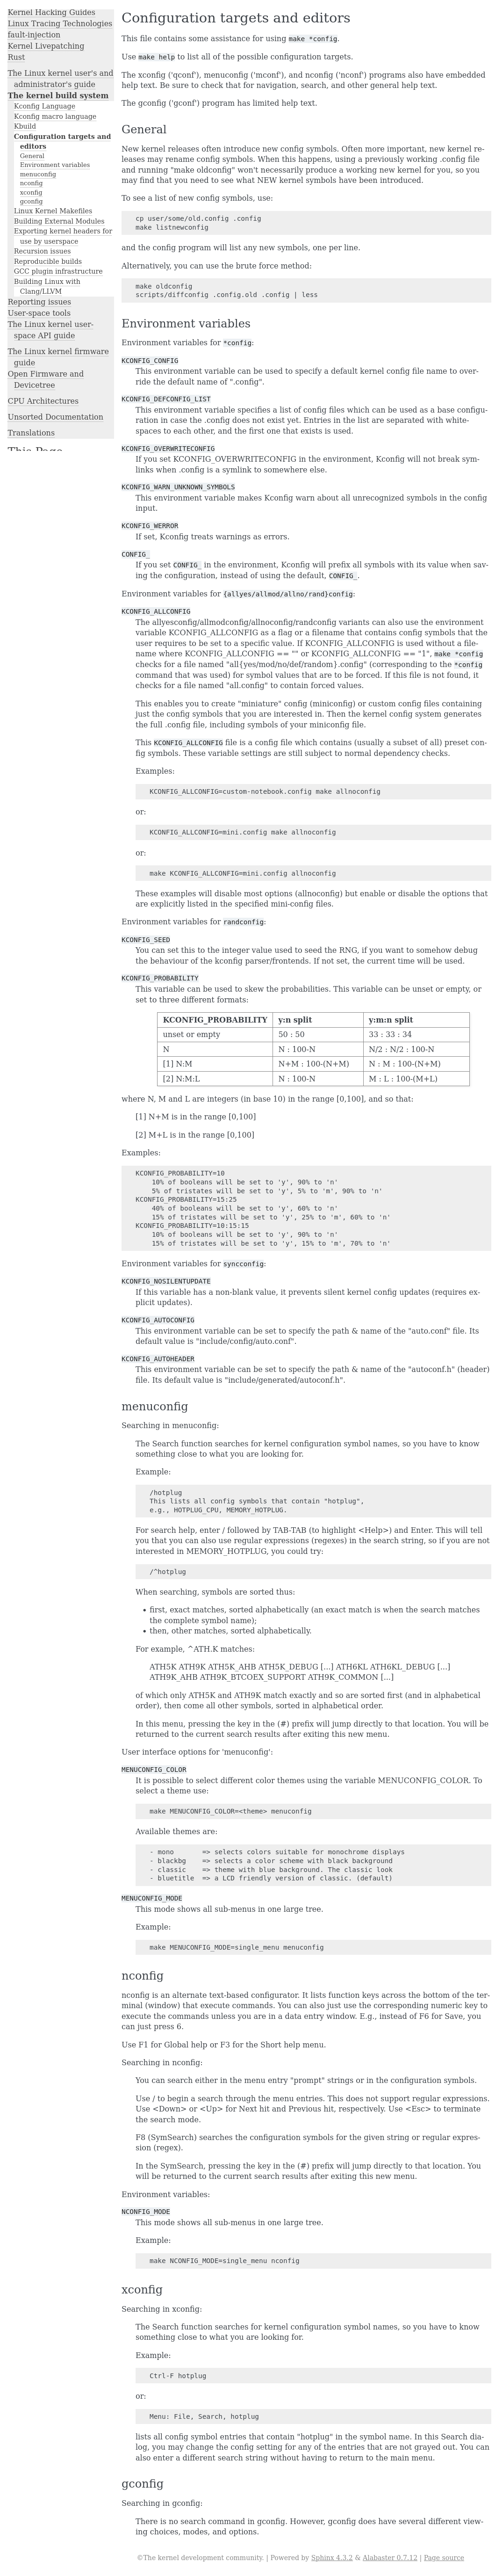 Kernel Hacking Guides
Linux Tracing Technologies
fault-injection
Kernel Livepatching
Rust
The Linux kernel user's and
administrator's guide
The kernel build system
Kconfig Language
Kconfig macro language
Kbuild
Configuration targets and
editors
General
Environment variables
menuconfig
nconfig
xconfig
gconfig
Linux Kernel Makefiles
Building External Modules
Exporting kernel headers for
use by userspace
Recursion issues
Reproducible builds
GCC plugin infrastructure
Building Linux with
Clang/LLVM
Reporting issues
User-space tools
The Linux kernel user-
space API guide
The Linux kernel firmware
guide
Open Firmware and
Devicetree
CPU Architectures
Unsorted Documentation
Translations
This Page
Configuration targets and editors
This file contains some assistance for using make *config.
Use make help to list all of the possible configuration targets.
The xconfig ('qconf'), menuconfig ('mconf'), and nconfig ('nconf') programs also have embedded
help text. Be sure to check that for navigation, search, and other general help text.
The gconfig ('gconf') program has limited help text.
General
New kernel releases often introduce new config symbols. Often more important, new kernel re-
leases may rename config symbols. When this happens, using a previously working .config file
and running "make oldconfig" won't necessarily produce a working new kernel for you, so you
may find that you need to see what NEW kernel symbols have been introduced.
To see a list of new config symbols, use:
cp user/some/old.config .config
make listnewconfig
and the config program will list any new symbols, one per line.
Alternatively, you can use the brute force method:
make oldconfig
scripts/diffconfig .config.old .config | less
Environment variables
Environment variables for *config:
KCONFIG_CONFIG
This environment variable can be used to specify a default kernel config file name to over-
ride the default name of ".config".
KCONFIG_DEFCONFIG_LIST
This environment variable specifies a list of config files which can be used as a base configu-
ration in case the .config does not exist yet. Entries in the list are separated with white-
spaces to each other, and the first one that exists is used.
KCONFIG_OVERWRITECONFIG
If you set KCONFIG_OVERWRITECONFIG in the environment, Kconfig will not break sym-
links when .config is a symlink to somewhere else.
KCONFIG_WARN_UNKNOWN_SYMBOLS
This environment variable makes Kconfig warn about all unrecognized symbols in the config
input.
KCONFIG_WERROR
If set, Kconfig treats warnings as errors.
CONFIG_
If you set CONFIG_ in the environment, Kconfig will prefix all symbols with its value when sav-
ing the configuration, instead of using the default, CONFIG_.
Environment variables for {allyes/allmod/allno/rand}config:
KCONFIG_ALLCONFIG
The allyesconfig/allmodconfig/allnoconfig/randconfig variants can also use the environment
variable KCONFIG_ALLCONFIG as a flag or a filename that contains config symbols that the
user requires to be set to a specific value. If KCONFIG_ALLCONFIG is used without a file-
name where KCONFIG_ALLCONFIG == "" or KCONFIG_ALLCONFIG == "1", make *config
checks for a file named "all{yes/mod/no/def/random}.config" (corresponding to the *config
command that was used) for symbol values that are to be forced. If this file is not found, it
checks for a file named "all.config" to contain forced values.
This enables you to create "miniature" config (miniconfig) or custom config files containing
just the config symbols that you are interested in. Then the kernel config system generates
the full .config file, including symbols of your miniconfig file.
This KCONFIG_ALLCONFIG file is a config file which contains (usually a subset of all) preset con-
fig symbols. These variable settings are still subject to normal dependency checks.
Examples:
KCONFIG_ALLCONFIG=custom-notebook.config make allnoconfig
or:
KCONFIG_ALLCONFIG=mini.config make allnoconfig
or:
make KCONFIG_ALLCONFIG=mini.config allnoconfig
These examples will disable most options (allnoconfig) but enable or disable the options that
are explicitly listed in the specified mini-config files.
Environment variables for randconfig:
KCONFIG_SEED
You can set this to the integer value used to seed the RNG, if you want to somehow debug
the behaviour of the kconfig parser/frontends. If not set, the current time will be used.
KCONFIG_PROBABILITY
This variable can be used to skew the probabilities. This variable can be unset or empty, or
set to three different formats:
KCONFIG_PROBABILITY y:n split y:m:n split
unset or empty 50 : 50 33 : 33 : 34
N N : 100-N N/2 : N/2 : 100-N
[1] N:M N+M : 100-(N+M) N : M : 100-(N+M)
[2] N:M:L N : 100-N M : L : 100-(M+L)
where N, M and L are integers (in base 10) in the range [0,100], and so that:
[1] N+M is in the range [0,100]
[2] M+L is in the range [0,100]
Examples:
KCONFIG_PROBABILITY=10
10% of booleans will be set to 'y', 90% to 'n'
5% of tristates will be set to 'y', 5% to 'm', 90% to 'n'
KCONFIG_PROBABILITY=15:25
40% of booleans will be set to 'y', 60% to 'n'
15% of tristates will be set to 'y', 25% to 'm', 60% to 'n'
KCONFIG_PROBABILITY=10:15:15
10% of booleans will be set to 'y', 90% to 'n'
15% of tristates will be set to 'y', 15% to 'm', 70% to 'n'
Environment variables for syncconfig:
KCONFIG_NOSILENTUPDATE
If this variable has a non-blank value, it prevents silent kernel config updates (requires ex-
plicit updates).
KCONFIG_AUTOCONFIG
This environment variable can be set to specify the path & name of the "auto.conf" file. Its
default value is "include/config/auto.conf".
KCONFIG_AUTOHEADER
This environment variable can be set to specify the path & name of the "autoconf.h" (header)
file. Its default value is "include/generated/autoconf.h".
menuconfig
Searching in menuconfig:
The Search function searches for kernel configuration symbol names, so you have to know
something close to what you are looking for.
Example:
/hotplug
This lists all config symbols that contain "hotplug",
e.g., HOTPLUG_CPU, MEMORY_HOTPLUG.
For search help, enter / followed by TAB-TAB (to highlight <Help>) and Enter. This will tell
you that you can also use regular expressions (regexes) in the search string, so if you are not
interested in MEMORY_HOTPLUG, you could try:
/^hotplug
When searching, symbols are sorted thus:
• first, exact matches, sorted alphabetically (an exact match is when the search matches
the complete symbol name);
• then, other matches, sorted alphabetically.
For example, ^ATH.K matches:
ATH5K ATH9K ATH5K_AHB ATH5K_DEBUG [...] ATH6KL ATH6KL_DEBUG [...]
ATH9K_AHB ATH9K_BTCOEX_SUPPORT ATH9K_COMMON [...]
of which only ATH5K and ATH9K match exactly and so are sorted first (and in alphabetical
order), then come all other symbols, sorted in alphabetical order.
In this menu, pressing the key in the (#) prefix will jump directly to that location. You will be
returned to the current search results after exiting this new menu.
User interface options for 'menuconfig':
MENUCONFIG_COLOR
It is possible to select different color themes using the variable MENUCONFIG_COLOR. To
select a theme use:
make MENUCONFIG_COLOR=<theme> menuconfig
Available themes are:
- mono => selects colors suitable for monochrome displays
- blackbg => selects a color scheme with black background
- classic => theme with blue background. The classic look
- bluetitle => a LCD friendly version of classic. (default)
MENUCONFIG_MODE
This mode shows all sub-menus in one large tree.
Example:
make MENUCONFIG_MODE=single_menu menuconfig
nconfig
nconfig is an alternate text-based configurator. It lists function keys across the bottom of the ter-
minal (window) that execute commands. You can also just use the corresponding numeric key to
execute the commands unless you are in a data entry window. E.g., instead of F6 for Save, you
can just press 6.
Use F1 for Global help or F3 for the Short help menu.
Searching in nconfig:
You can search either in the menu entry "prompt" strings or in the configuration symbols.
Use / to begin a search through the menu entries. This does not support regular expressions.
Use <Down> or <Up> for Next hit and Previous hit, respectively. Use <Esc> to terminate
the search mode.
F8 (SymSearch) searches the configuration symbols for the given string or regular expres-
sion (regex).
In the SymSearch, pressing the key in the (#) prefix will jump directly to that location. You
will be returned to the current search results after exiting this new menu.
Environment variables:
NCONFIG_MODE
This mode shows all sub-menus in one large tree.
Example:
make NCONFIG_MODE=single_menu nconfig
xconfig
Searching in xconfig:
The Search function searches for kernel configuration symbol names, so you have to know
something close to what you are looking for.
Example:
Ctrl-F hotplug
or:
Menu: File, Search, hotplug
lists all config symbol entries that contain "hotplug" in the symbol name. In this Search dia-
log, you may change the config setting for any of the entries that are not grayed out. You can
also enter a different search string without having to return to the main menu.
gconfig
Searching in gconfig:
There is no search command in gconfig. However, gconfig does have several different view-
ing choices, modes, and options.
©The kernel development community. | Powered by Sphinx 4.3.2 & Alabaster 0.7.12 | Page source